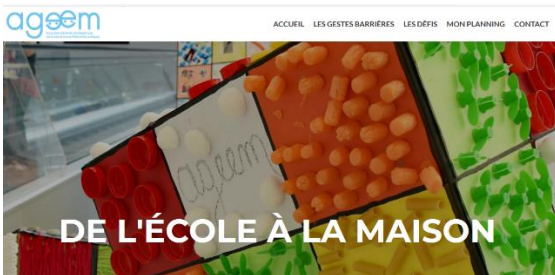 ageem
ACCUEIL LES GESTES BARRIÈRES LES DÉFIS MON PLANNING CONTACT
ageem
DE L'ÉCOLE À LA MAISON